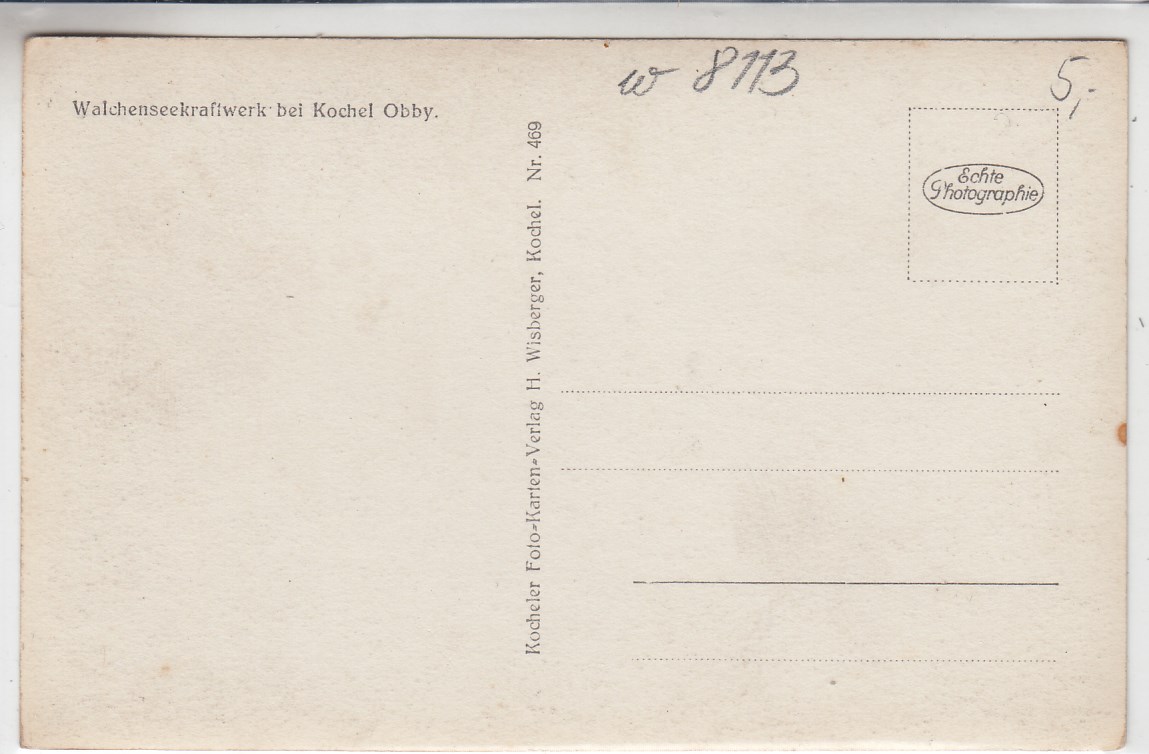 w 8113
5,-
Walchenseekraftwerk bei Kochel Obby.
Kocheler Foto-Karten-Verlag H. Wisberger, Kochel. Nr. 469
Echte
Photographie